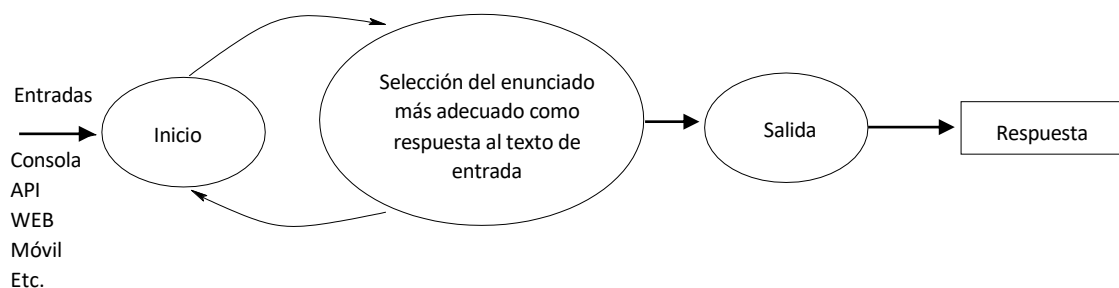 Entradas
Consola
API
WEB
Móvil
Etc.
Inicio
Selección del enunciado
más adecuado como
respuesta al texto de
entrada
Salida
Respuesta